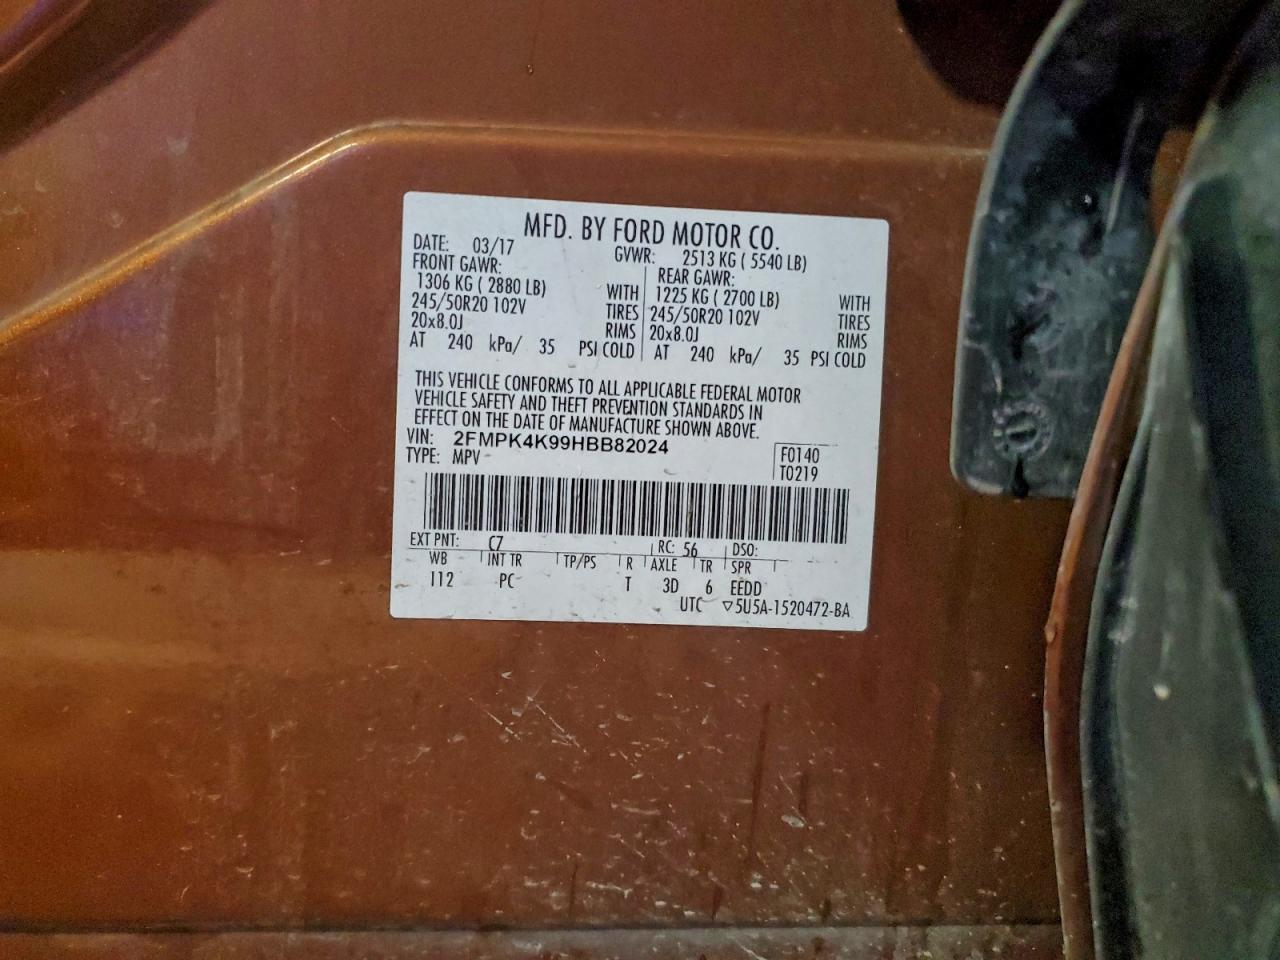 MFD. BY FORD MOTOR CO.
DATE: 03/17 GVWR: 2513 KG ( 5540 LB)
FRONT GAWR: REAR GAWR:
1306 KG ( 2880 LB) WITH 1225 KG ( 2700 LB) WITH
245/50R20 102V TIRES 245/50R20 102V TIRES
20x8.0J RIMS 20x8.0J RIMS
AT 240 kPa/ 35 PSI COLD AT 240 kPa/ 35 PSI COLD
THIS VEHICLE CONFORMS TO ALL APPLICABLE FEDERAL MOTOR
VEHICLE SAFETY AND THEFT PREVENTION STANDARDS IN
EFFECT ON THE DATE OF MANUFACTURE SHOWN ABOVE.
VIN: 2FMPK4K99HBB82024 F0140
TYPE: MPV T0219
EXT PNT: C7 RC: 56 DSO:
WB INT TR TP/PS R AXLE TR SPR
112 PC T 3D 6 EEDD
UTC ▽5U5A-1520472-BA